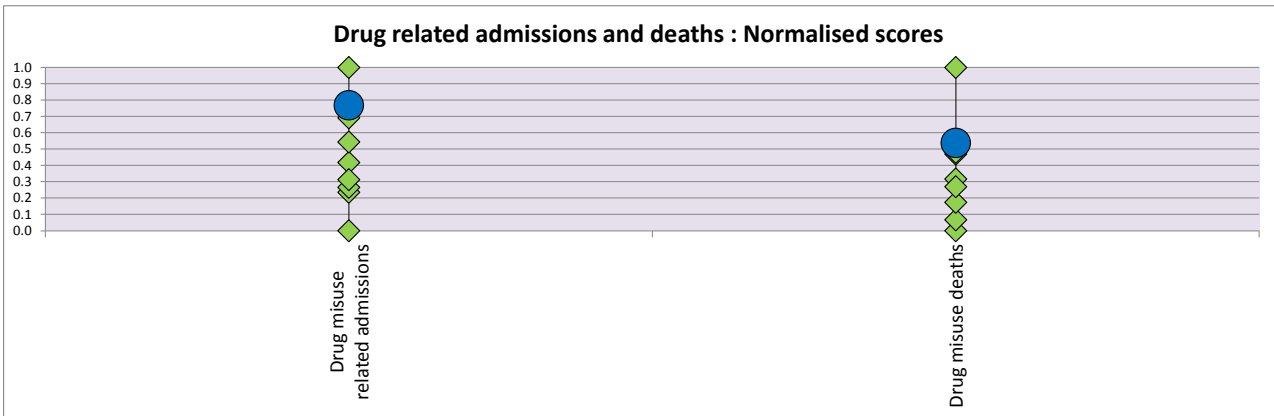 Drug related admissions and deaths : Normalised scores
1.0
0.9
0.8
0.7
0.6
0.5
0.4
0.3
0.2
0.1
0.0
Drug misuse
related admissions
Drug misuse deaths